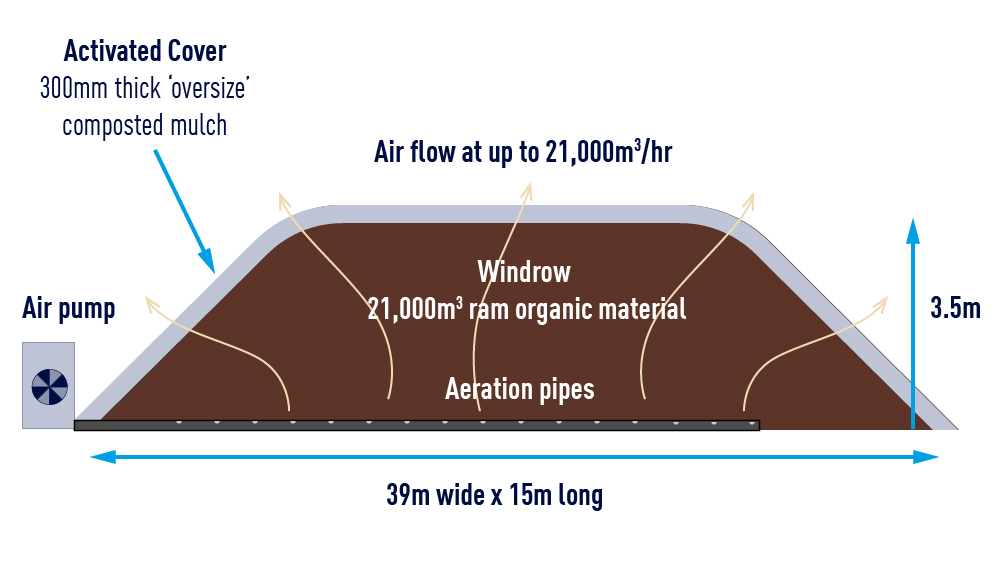 Activated Cover
300mm thick ‘oversize’
composted mulch
Air flow at up to 21,000m³/hr
Windrow
21,000m³ ram organic material
Air pump
3.5m
Aeration pipes
39m wide x 15m long